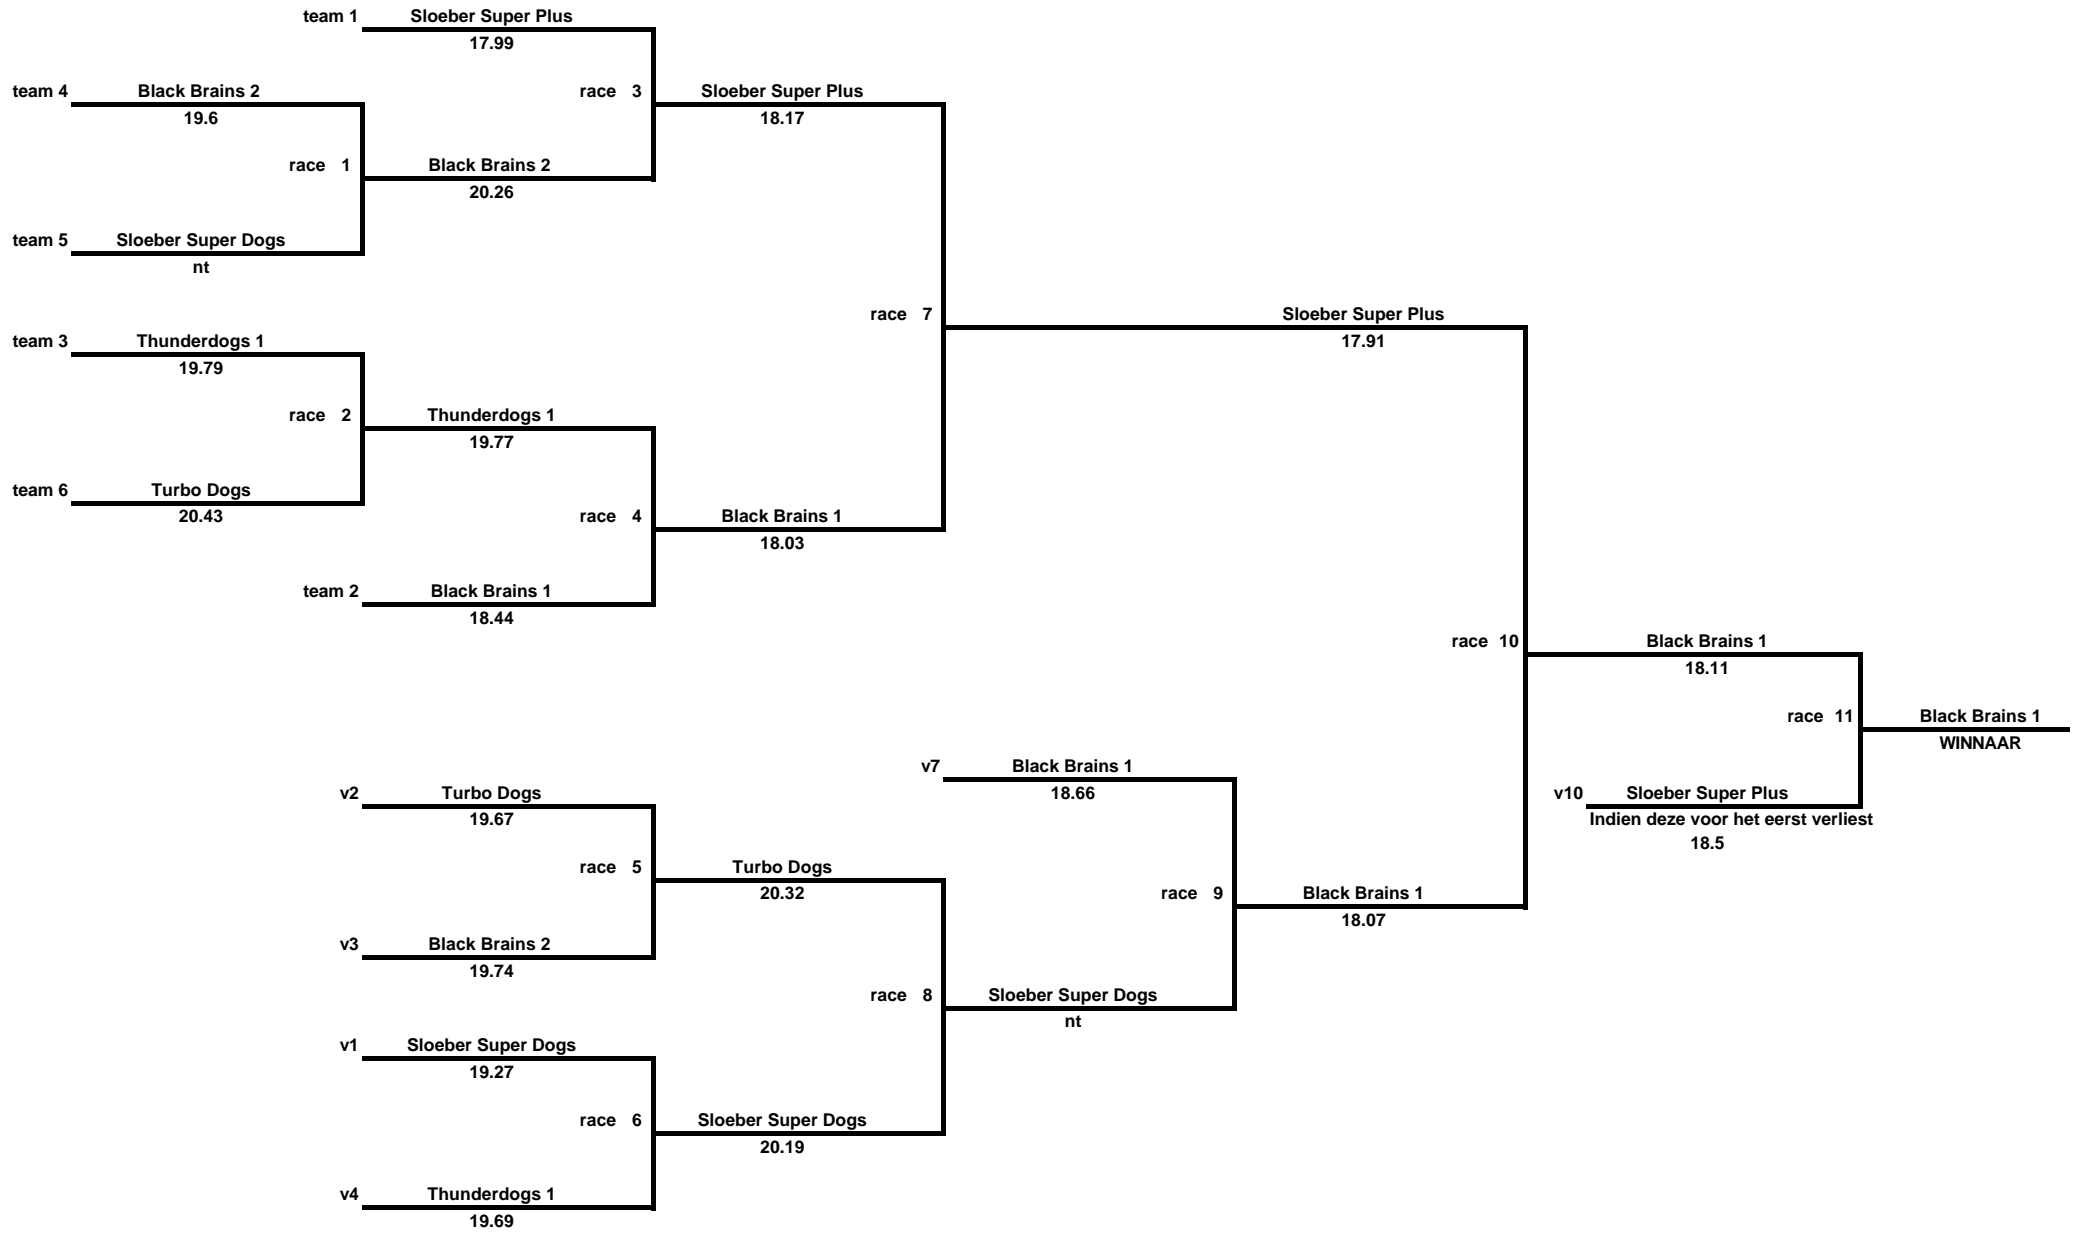 team 1 Sloeber Super Plus
17.99
team 4 Black Brains 2 race 3 Sloeber Super Plus
19.6 18.17
race 1 Black Brains 2
20.26
team 5 Sloeber Super Dogs
nt
race 7 Sloeber Super Plus
team 3 Thunderdogs 1 17.91
19.79
race 2 Thunderdogs 1
19.77
team 6 Turbo Dogs
20.43 race 4 Black Brains 1
18.03
team 2 Black Brains 1
18.44
race 10 Black Brains 1
18.11
race 11 Black Brains 1
WINNAAR
v7 Black Brains 1
v2 Turbo Dogs 18.66 v10 Sloeber Super Plus
19.67 Indien deze voor het eerst verliest
18.5
race 5 Turbo Dogs
20.32 race 9 Black Brains 1
18.07
v3 Black Brains 2
19.74
race 8 Sloeber Super Dogs
nt
v1 Sloeber Super Dogs
19.27
race 6 Sloeber Super Dogs
20.19
v4 Thunderdogs 1
19.69